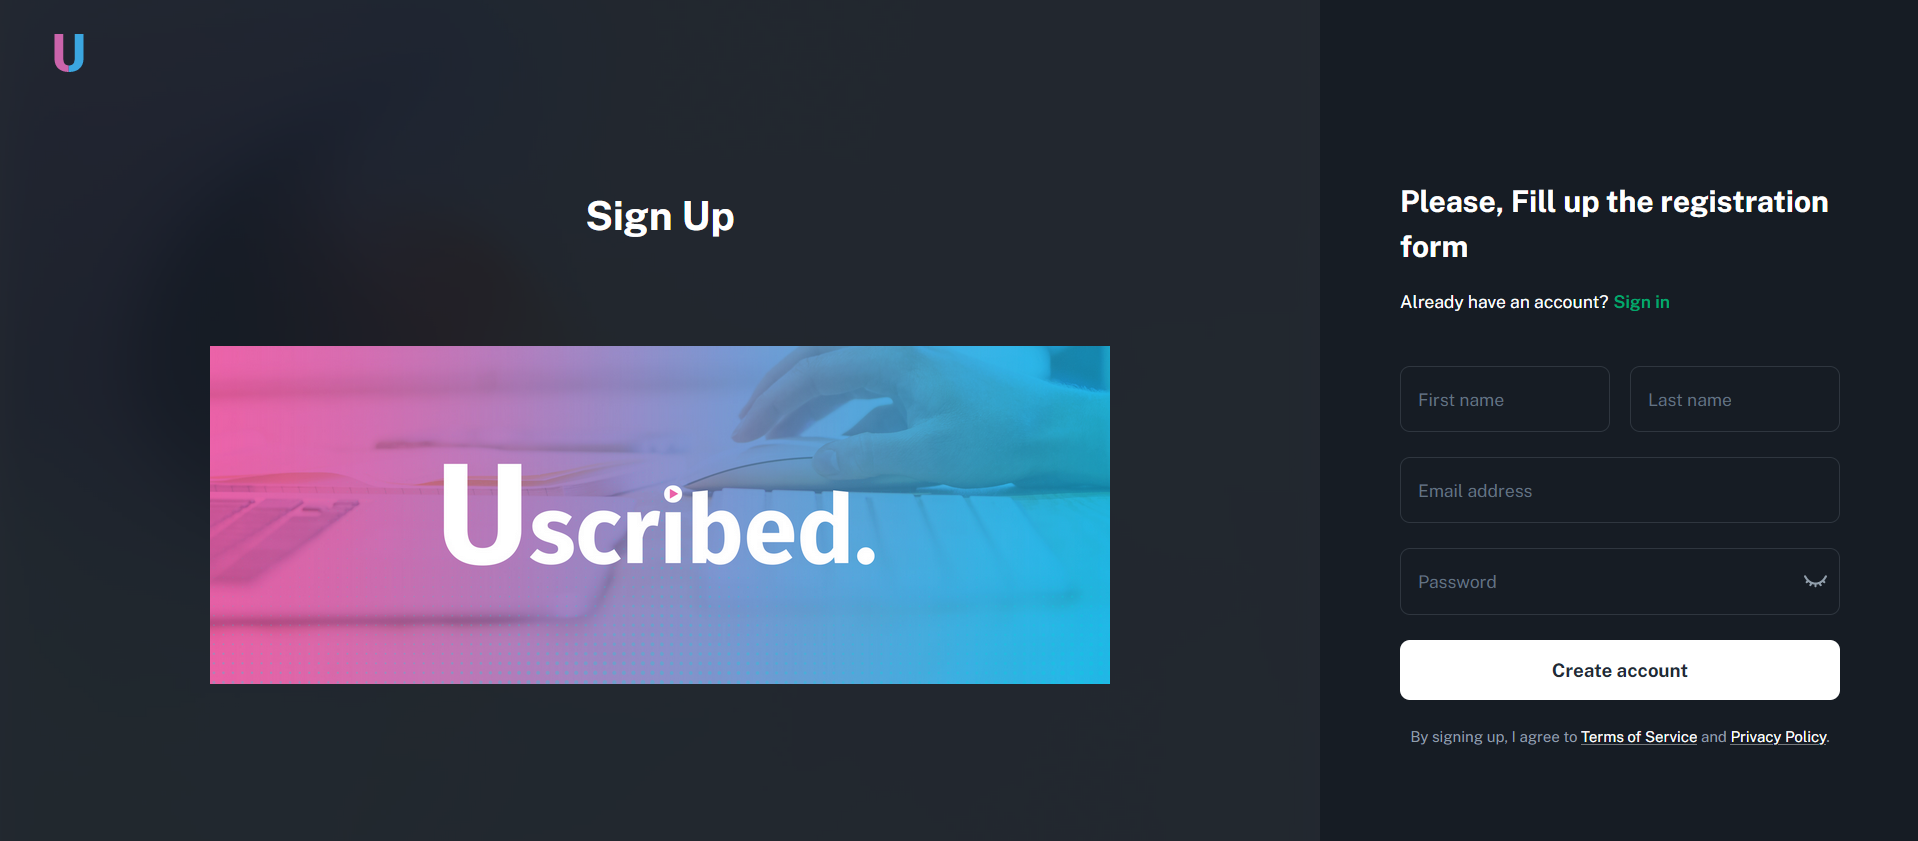 U
Sign Up
Uscribed.
Please, Fill up the registration
form
Already have an account? Sign in
First name
Last name
Email address
Password
Create account
By signing up, I agree to Terms of Service and Privacy Policy.